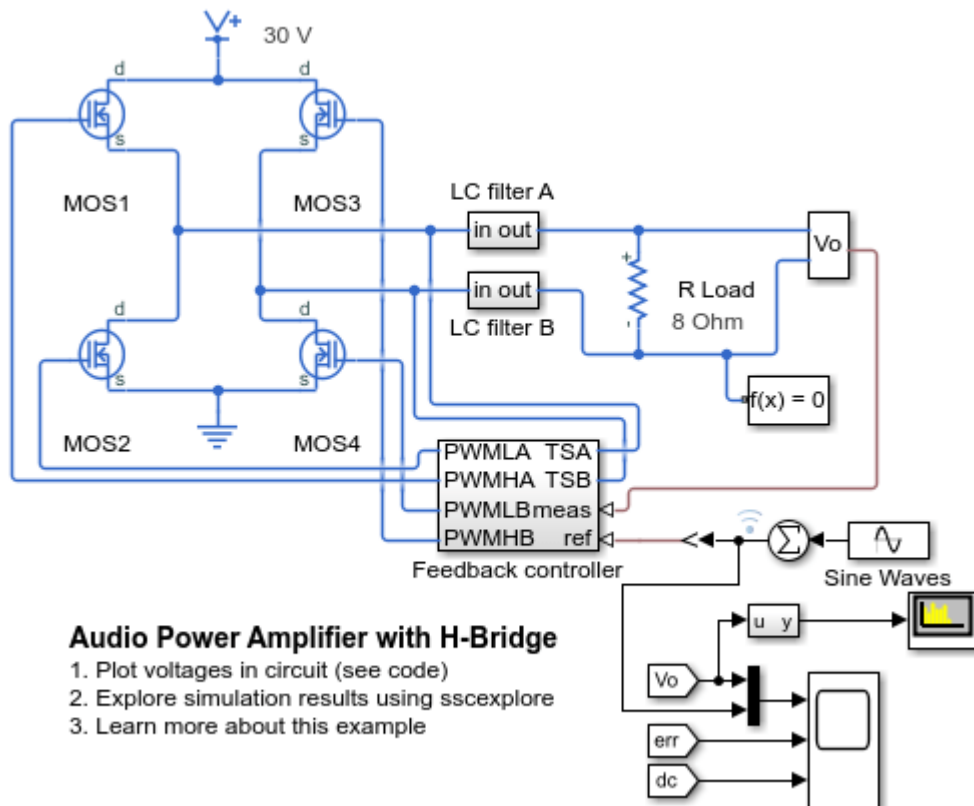 V+
30 V
d
d
s
s
MOS1
MOS3
LC filter A
in out
Vo
+
R Load
8 Ohm
-
in out
LC filter B
d
d
s
s
f(x) = 0
MOS2
MOS4
PWMLA TSA
PWMHA TSB
PWMLB meas
PWMHB ref
Feedback controller
Σ
Sine Waves
Audio Power Amplifier with H-Bridge
1. Plot voltages in circuit (see code)
2. Explore simulation results using sscexplore
3. Learn more about this example
u y
Vo
err
dc